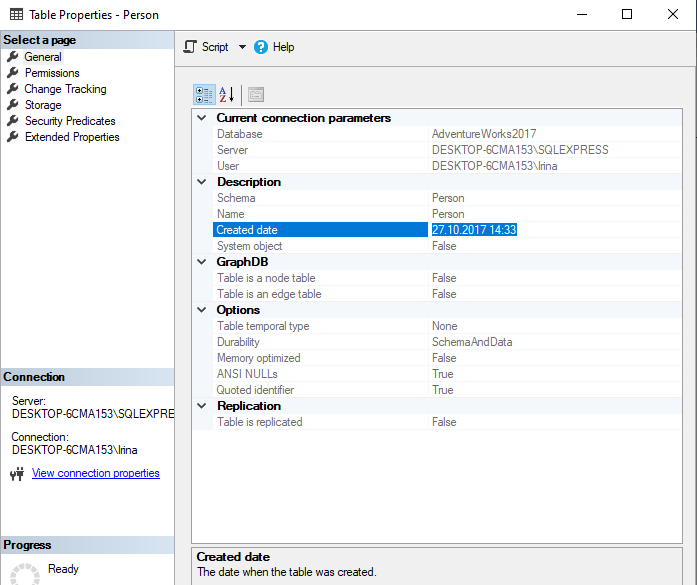 Table Properties - Person
Select a page
General
Permissions
Change Tracking
Storage
Security Predicates
Extended Properties
Connection
Server:
DESKTOP-6CMA153\SQLEXPRE
Connection:
DESKTOP-6CMA153\Irina
View connection properties
Progress
Ready
Script Help
A
Z
Current connection parameters
Database AdventureWorks2017
Server DESKTOP-6CMA153\SQLEXPRESS
User DESKTOP-6CMA153\Irina
Description
Schema Person
Name Person
Created date 27.10.2017 14:33
System object False
GraphDB
Table is a node table False
Table is an edge table False
Options
Table temporal type None
Durability SchemaAndData
Memory optimized False
ANSI NULLs True
Quoted identifier True
Replication
Table is replicated False
Created date
The date when the table was created.